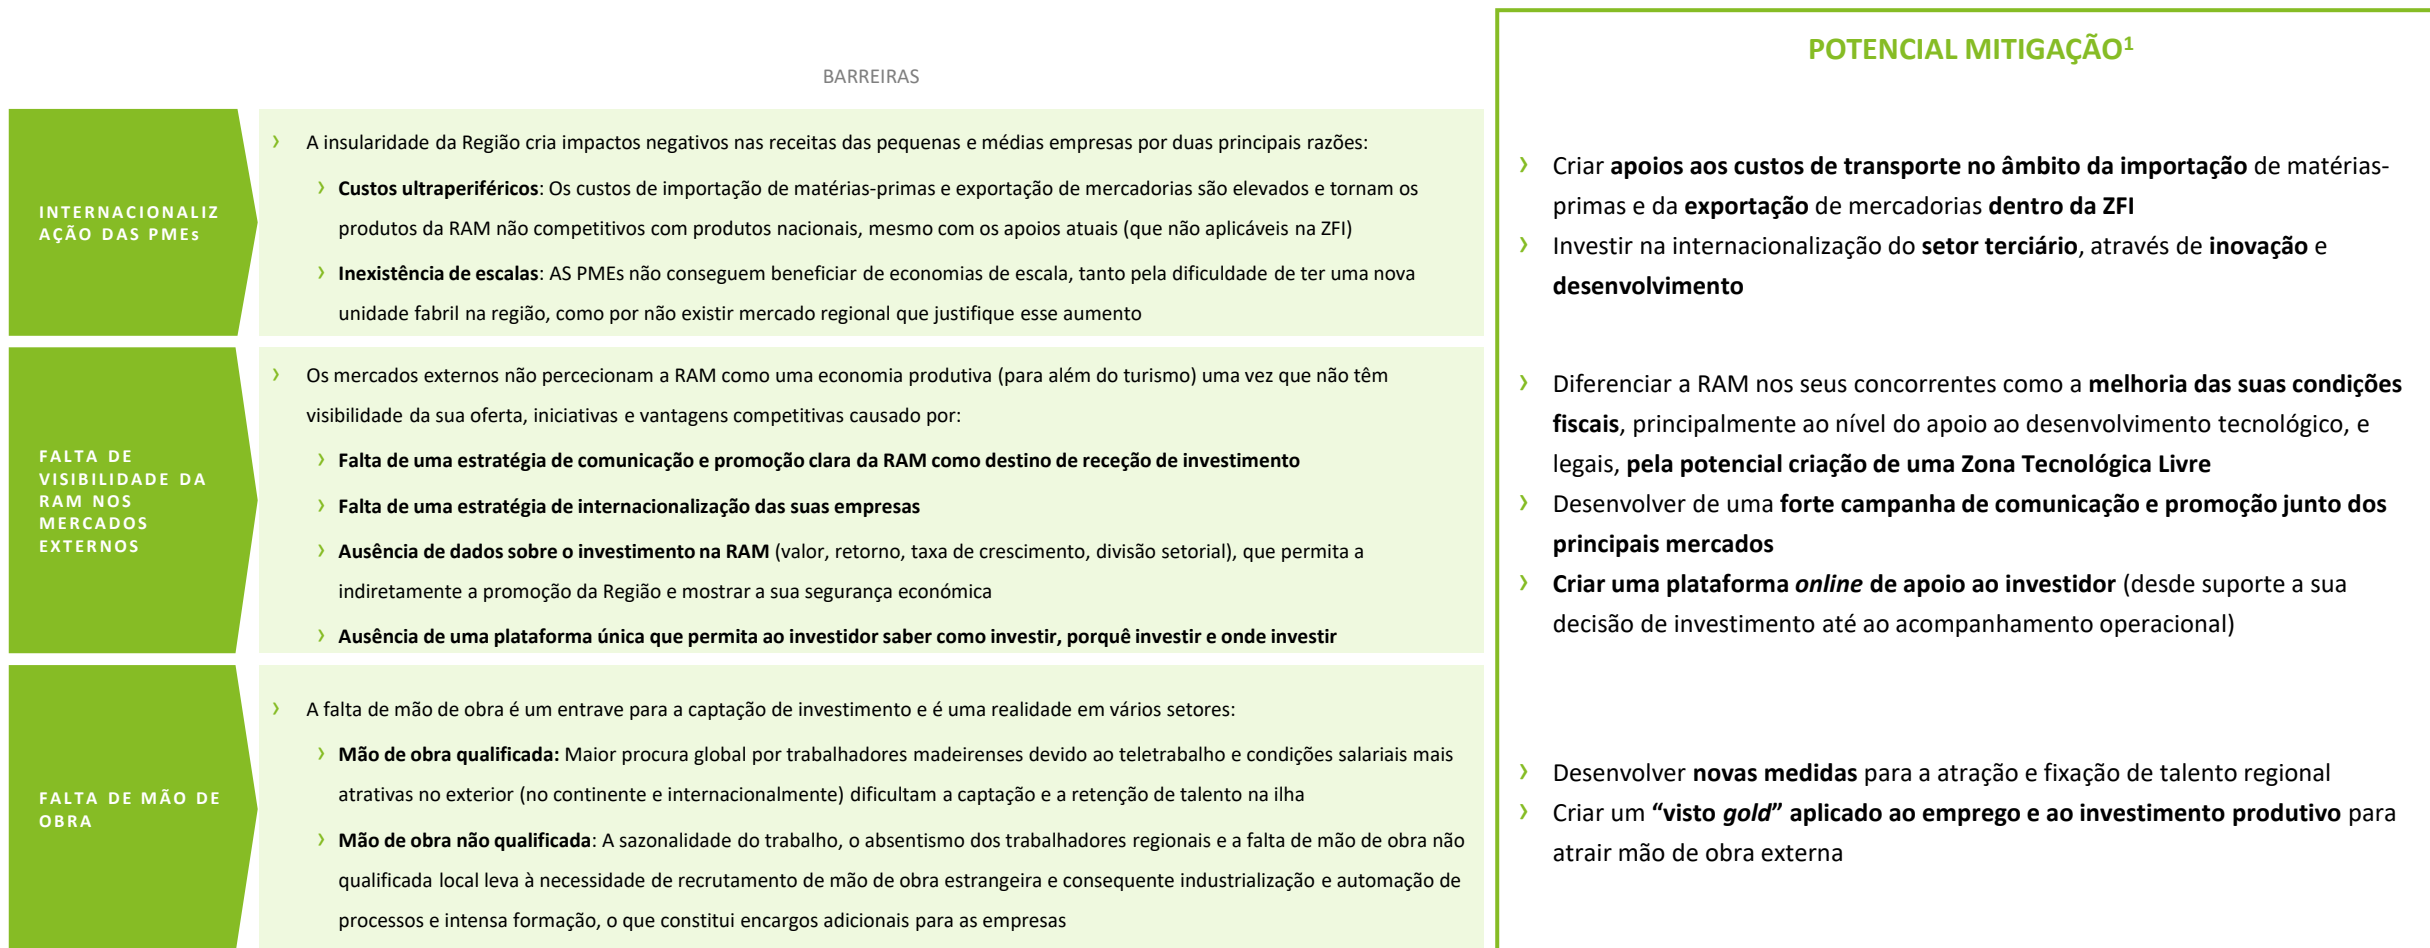 BARREIRAS
INTERNACIONALIZ
AÇÃO DAS PMEs
› A insularidade da Região cria impactos negativos nas receitas das pequenas e médias empresas por duas principais razões:
› Custos ultraperiféricos: Os custos de importação de matérias-primas e exportação de mercadorias são elevados e tornam os
produtos da RAM não competitivos com produtos nacionais, mesmo com os apoios atuais (que não aplicáveis na ZFI)
› Inexistência de escalas: AS PMEs não conseguem beneficiar de economias de escala, tanto pela dificuldade de ter uma nova
unidade fabril na região, como por não existir mercado regional que justifique esse aumento
FALTA DE
VISIBILIDADE DA
RAM NOS
MERCADOS
EXTERNOS
› Os mercados externos não percecionam a RAM como uma economia produtiva (para além do turismo) uma vez que não têm
visibilidade da sua oferta, iniciativas e vantagens competitivas causado por:
› Falta de uma estratégia de comunicação e promoção clara da RAM como destino de receção de investimento
› Falta de uma estratégia de internacionalização das suas empresas
› Ausência de dados sobre o investimento na RAM (valor, retorno, taxa de crescimento, divisão setorial), que permita a
indiretamente a promoção da Região e mostrar a sua segurança económica
› Ausência de uma plataforma única que permita ao investidor saber como investir, porquê investir e onde investir
FALTA DE MÃO DE
OBRA
› A falta de mão de obra é um entrave para a captação de investimento e é uma realidade em vários setores:
› Mão de obra qualificada: Maior procura global por trabalhadores madeirenses devido ao teletrabalho e condições salariais mais
atrativas no exterior (no continente e internacionalmente) dificultam a captação e a retenção de talento na ilha
› Mão de obra não qualificada: A sazonalidade do trabalho, o absentismo dos trabalhadores regionais e a falta de mão de obra não
qualificada local leva à necessidade de recrutamento de mão de obra estrangeira e consequente industrialização e automação de
processos e intensa formação, o que constitui encargos adicionais para as empresas
POTENCIAL MITIGAÇÃO¹
› Criar apoios aos custos de transporte no âmbito da importação de matérias-
primas e da exportação de mercadorias dentro da ZFI
› Investir na internacionalização do setor terciário, através de inovação e
desenvolvimento
› Diferenciar a RAM nos seus concorrentes como a melhoria das suas condições
fiscais, principalmente ao nível do apoio ao desenvolvimento tecnológico, e
legais, pela potencial criação de uma Zona Tecnológica Livre
› Desenvolver de uma forte campanha de comunicação e promoção junto dos
principais mercados
› Criar uma plataforma online de apoio ao investidor (desde suporte a sua
decisão de investimento até ao acompanhamento operacional)
› Desenvolver novas medidas para a atração e fixação de talento regional
› Criar um “visto gold” aplicado ao emprego e ao investimento produtivo para
atrair mão de obra externa